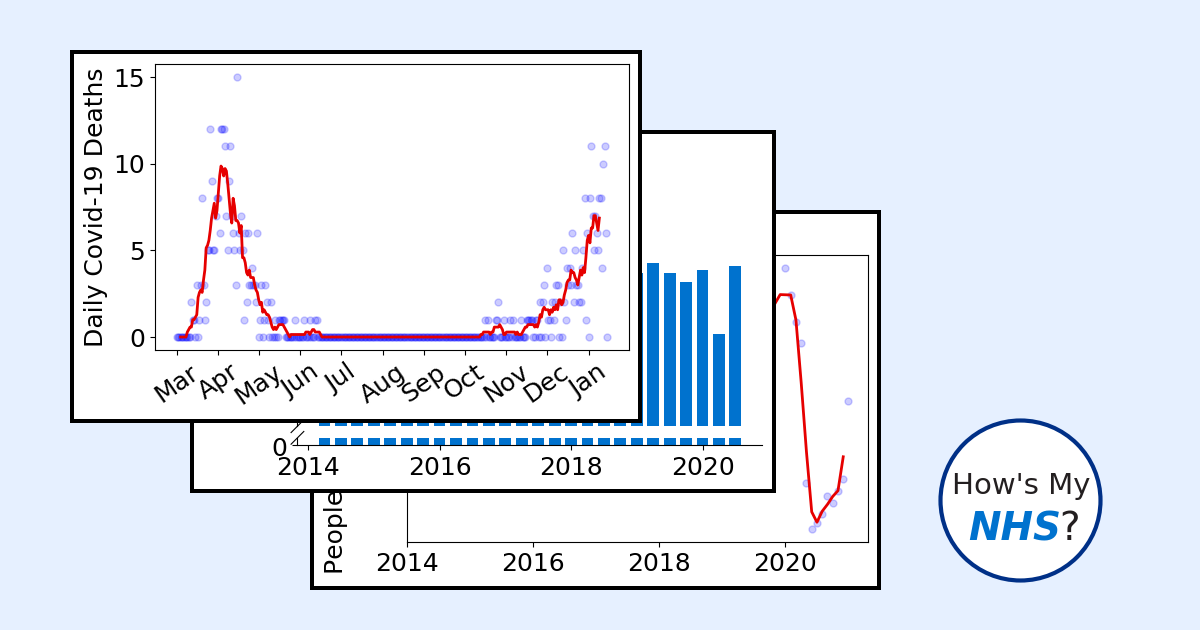 Daily Covid-19 Deaths
15
10
5
0
Mar Apr May Jun Jul Aug Sep Oct Nov Dec Jan
0
2014 2016 2018 2020
People
2014 2016 2018 2020
How's My
NHS?